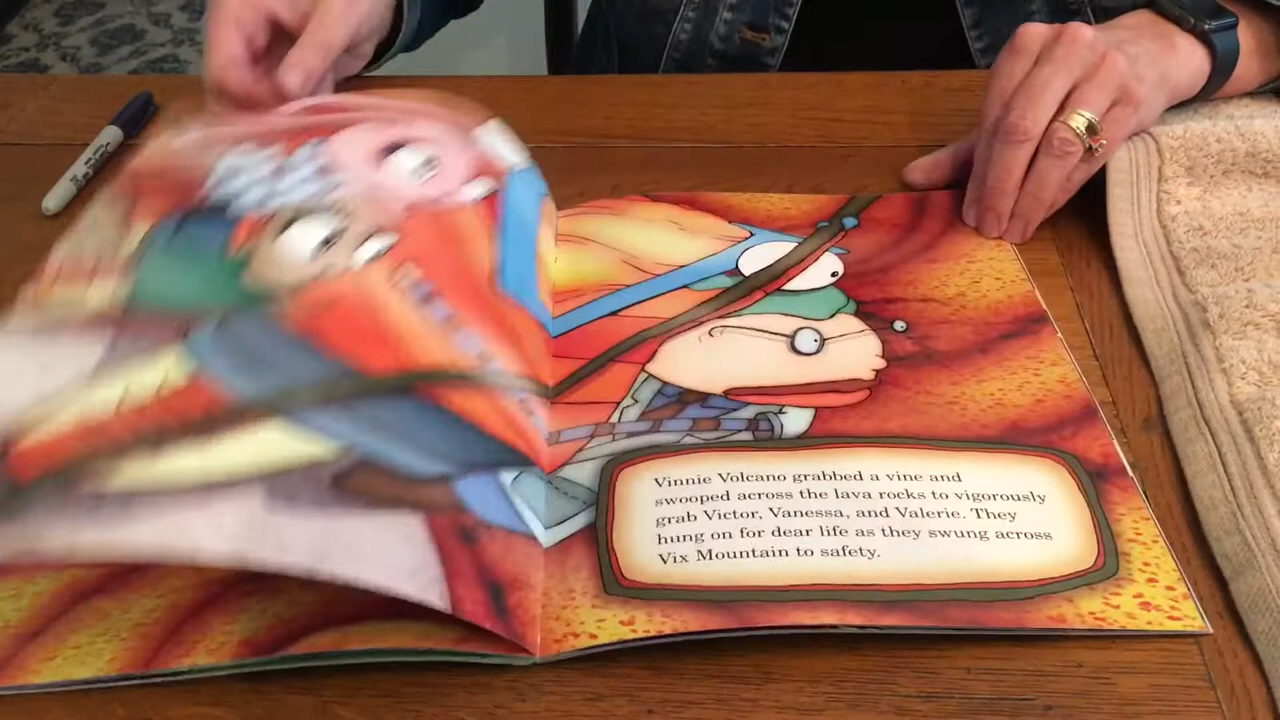 Vinnie Volcano grabbed a vine and
swooped across the lava rocks to vigorously
grab Victor, Vanessa, and Valerie. They
hung on for dear life as they swung across
Vix Mountain to safety.